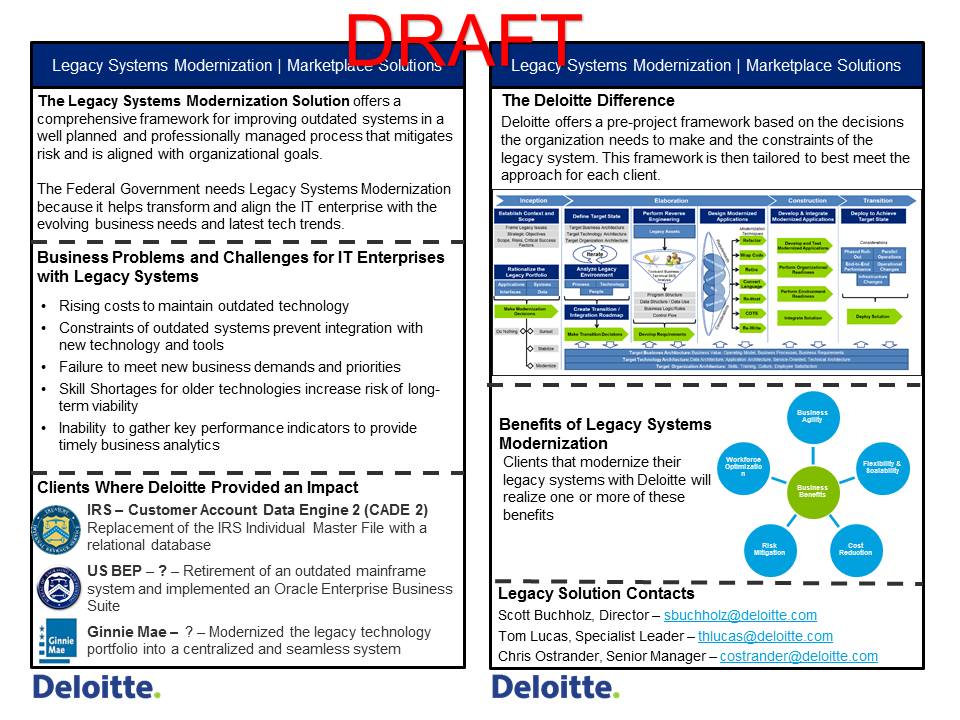 DRAFT
Legacy Systems Modernization | Marketplace Solutions
The Legacy Systems Modernization Solution offers a
comprehensive framework for improving outdated systems in a
well planned and professionally managed process that mitigates
risk and is aligned with organizational goals.
The Federal Government needs Legacy Systems Modernization
because it helps transform and align the IT enterprise with the
evolving business needs and latest tech trends.
Business Problems and Challenges for IT Enterprises
with Legacy Systems
• Rising costs to maintain outdated technology
• Constraints of outdated systems prevent integration with
new technology and tools
• Failure to meet new business demands and priorities
• Skill Shortages for older technologies increase risk of long-
term viability
• Inability to gather key performance indicators to provide
timely business analytics
Clients Where Deloitte Provided an Impact
IRS – Customer Account Data Engine 2 (CADE 2)
Replacement of the IRS Individual Master File with a
relational database
US BEP – ? – Retirement of an outdated mainframe
system and implemented an Oracle Enterprise Business
Suite
Ginnie Mae – ? – Modernized the legacy technology
portfolio into a centralized and seamless system
Ginnie
Mae
Deloitte.
Legacy Systems Modernization | Marketplace Solutions
The Deloitte Difference
Deloitte offers a pre-project framework based on the decisions
the organization needs to make and the constraints of the
legacy system. This framework is then tailored to best meet the
approach for each client.
Inception
Elaboration
Construction
Transition
Establish Context and
Scope
Frame Legacy Issues
Strategic Objectives
Scope, Risks, Critical Success
Factors
Rationalize the
Legacy Portfolio
Applications
Systems
Interfaces
Data
Make Modernization
Decisions
Do Nothing
Sunset
Stabilize
Modernize
Define Target State
Target Business Architecture
Target Technology Architecture
Target Organization Architecture
Iterate
Analyze Legacy
Environment
Process
Technology
People
Create Transition /
Integration Roadmap
Make Transition Decisions
Perform Reverse
Engineering
Legacy Assets
Tools and Business
Technical SME
Analysis
Program Structure
Data Structure / Data Use
Business Logic/Rules
Control Flow
Develop Requirements
Design Modernized
Applications
Modernization
Techniques
Refactor
Wrap Code
Retire
Convert
Language
Re-Host
COTS
Re-Write
Develop & Integrate
Modernized Applications
Develop and Test
Modernized Applications
Perform Organizational
Readiness
Perform Environment
Readiness
Integrate Solution
Deploy to Achieve
Target State
Considerations
Phased Roll-
Out
Parallel
Operations
End-to-End
Performance
Operational
Changes
Infrastructure
Changes
Deploy Solution
Target Business Architecture: Business Value, Operating Model, Business Processes, Business Requirements
Target Technology Architecture: Data Architecture, Application Architecture, Service Oriented, Technical Architecture
Target Organization Architecture: Skills, Training, Culture, Employee Satisfaction
Benefits of Legacy Systems
Modernization
Clients that modernize their
legacy systems with Deloitte will
realize one or more of these
benefits
Business
Agility
Workforce
Optimizatio
n
Flexibility &
Scalability
Business
Benefits
Risk
Mitigation
Cost
Reduction
Legacy Solution Contacts
Scott Buchholz, Director – sbuchholz@deloitte.com
Tom Lucas, Specialist Leader – thlucas@deloitte.com
Chris Ostrander, Senior Manager – costrander@deloitte.com
Deloitte.